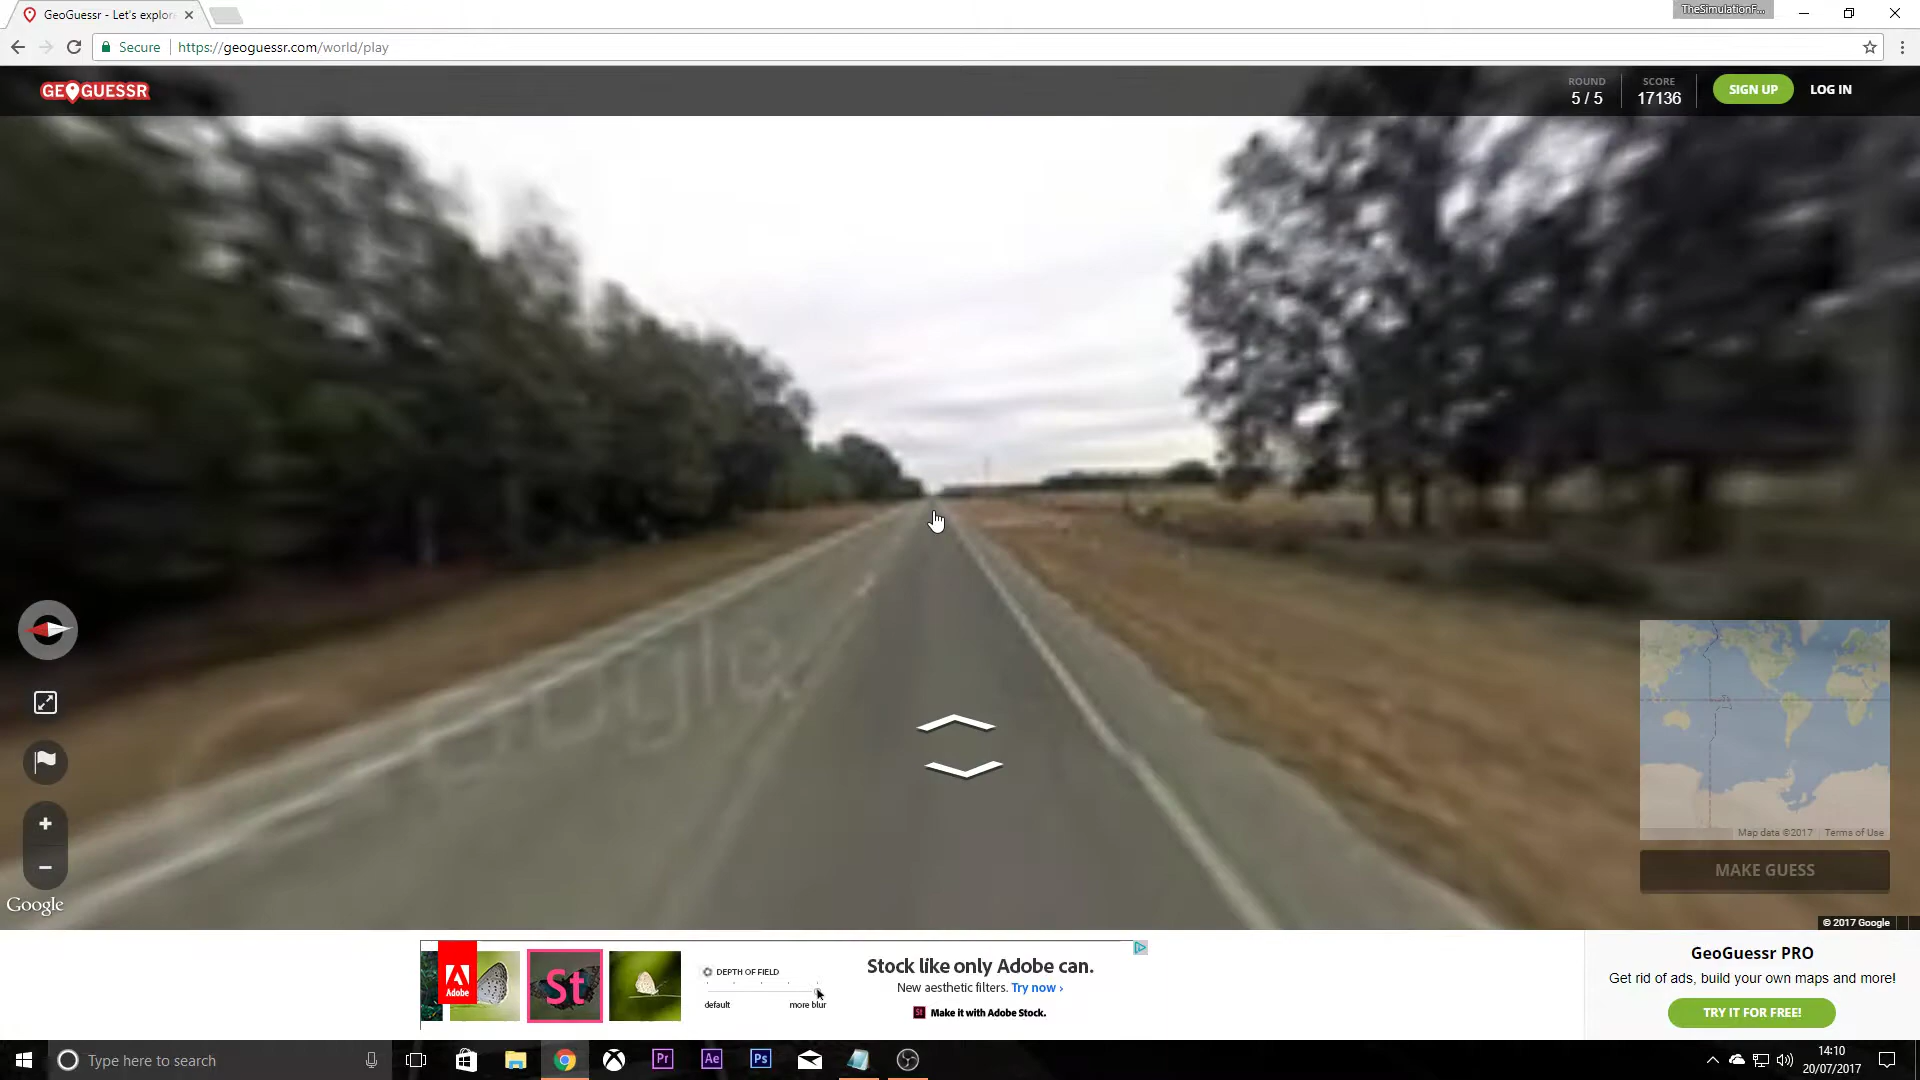 GeoGuessr - Let's explor
TheSimulationF...
Secure
https://geoguessr.com/world/play
GEOGUESSR
ROUND
5 / 5
SCORE
17136
SIGN UP
LOG IN
Google
Map data ©2017
Terms of Use
MAKE GUESS
Google
© 2017 Google
Adobe
St
DEPTH OF FIELD
default
more blur
Stock like only Adobe can.
New aesthetic filters. Try now ›
St Make it with Adobe Stock.
GeoGuessr PRO
Get rid of ads, build your own maps and more!
TRY IT FOR FREE!
Type here to search
Pr
Ae
Ps
14:10
20/07/2017